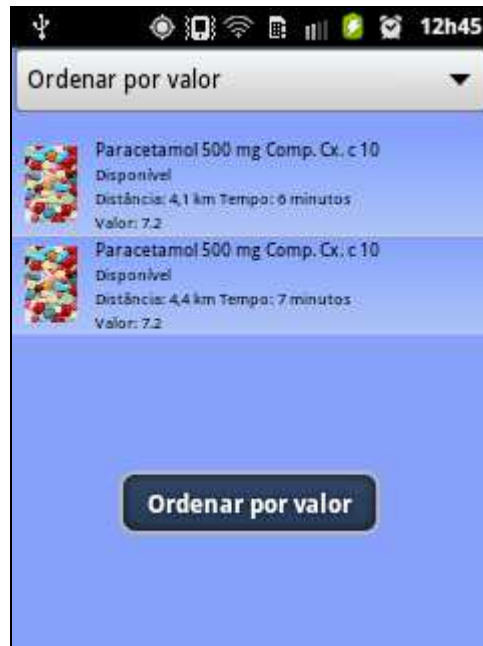 12h45
Ordenar por valor
Paracetamol 500 mg Comp. Cx. c 10
Disponível
Distância: 4,1 km Tempo: 6 minutos
Valor: 7.2
Paracetamol 500 mg Comp. Cx. c 10
Disponível
Distância: 4,4 km Tempo: 7 minutos
Valor: 7.2
Ordenar por valor